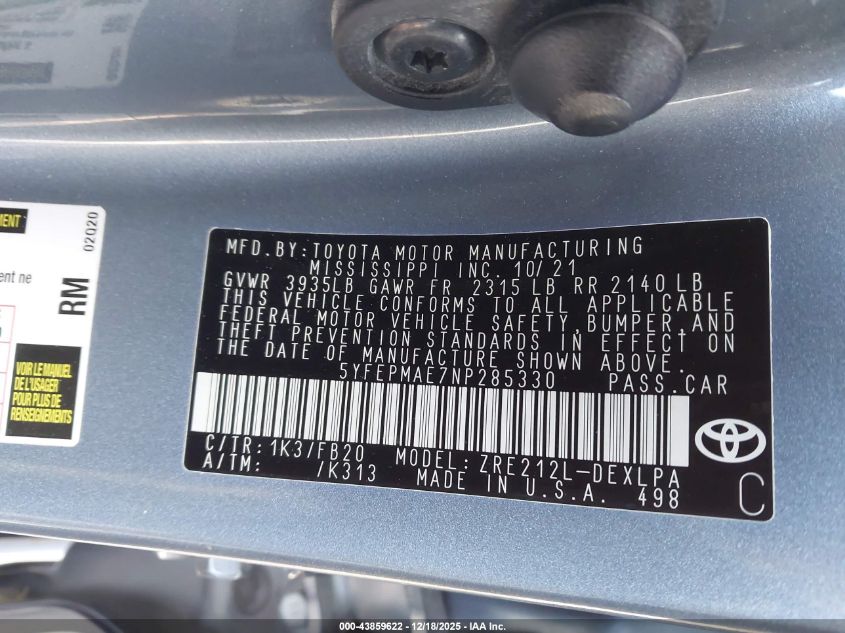 MFD. BY: TOYOTA MOTOR MANUFACTURING
MISSISSIPPI INC. 10/21
GVWR 3935LB GAWR FR 2315 LB RR 2140 LB
THIS VEHICLE CONFORMS TO ALL APPLICABLE
FEDERAL MOTOR VEHICLE SAFETY, BUMPER, AND
THEFT PREVENTION STANDARDS IN EFFECT ON
THE DATE OF MANUFACTURE SHOWN ABOVE.
5YFEPMAE7NP285330 PASS. CAR
C/TR: 1K3/FB20 MODEL: ZRE212L-DEXLPA
A/TM: /K313 MADE IN U.S.A. 498
C
MENT
ent ne
RM
02020
VOIR LE MANUEL
DE L'USAGER
POUR PLUS DE
RENSEIGNEMENTS
000-43859622 - 12/18/2025 - IAA Inc.